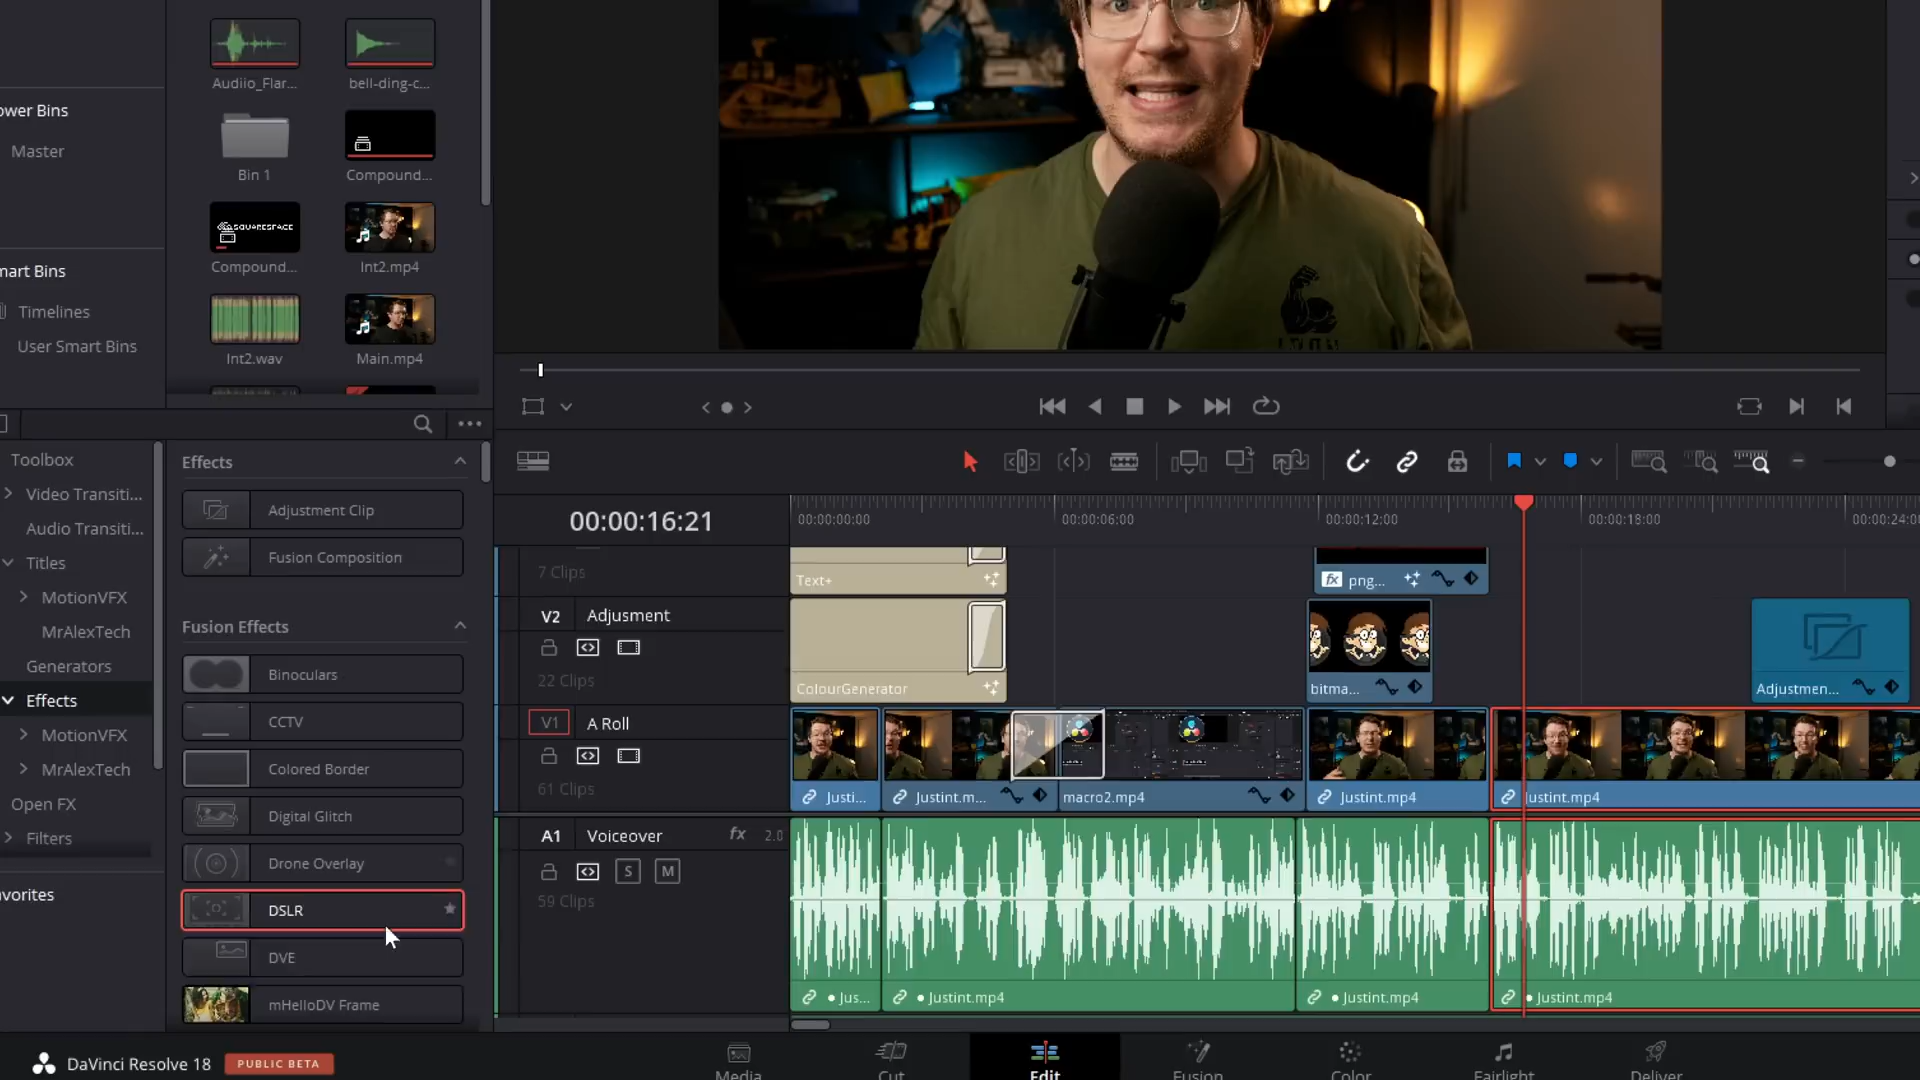 Audiio_Flar...
bell-ding-c...
ower Bins
Master
Bin 1
Compound...
SQUARESPACE
Compound...
Int2.mp4
mart Bins
Timelines
User Smart Bins
Int2.wav
Main.mp4
Toolbox
Video Transiti...
Audio Transiti...
Titles
MotionVFX
MrAlexTech
Generators
Effects
MotionVFX
MrAlexTech
Open FX
Filters
avorites
Effects
Adjustment Clip
Fusion Composition
Fusion Effects
Binoculars
CCTV
Colored Border
Digital Glitch
Drone Overlay
DSLR
DVE
mHelloDV Frame
00:00:16:21
00:00:00:00
00:00:06:00
00:00:12:00
00:00:18:00
00:00:24:00
7 Clips
Text+
fx png...
V2 Adjusment
22 Clips
ColourGenerator
bitma...
Adjustmen...
V1 A Roll
61 Clips
Justi...
Justint.m...
macro2.mp4
Justint.mp4
Justint.mp4
A1 Voiceover fx 2.0
S M
59 Clips
Jus...
Justint.mp4
Justint.mp4
Justint.mp4
DaVinci Resolve 18
PUBLIC BETA
Media
Cut
Edit
Fusion
Color
Fairlight
Deliver